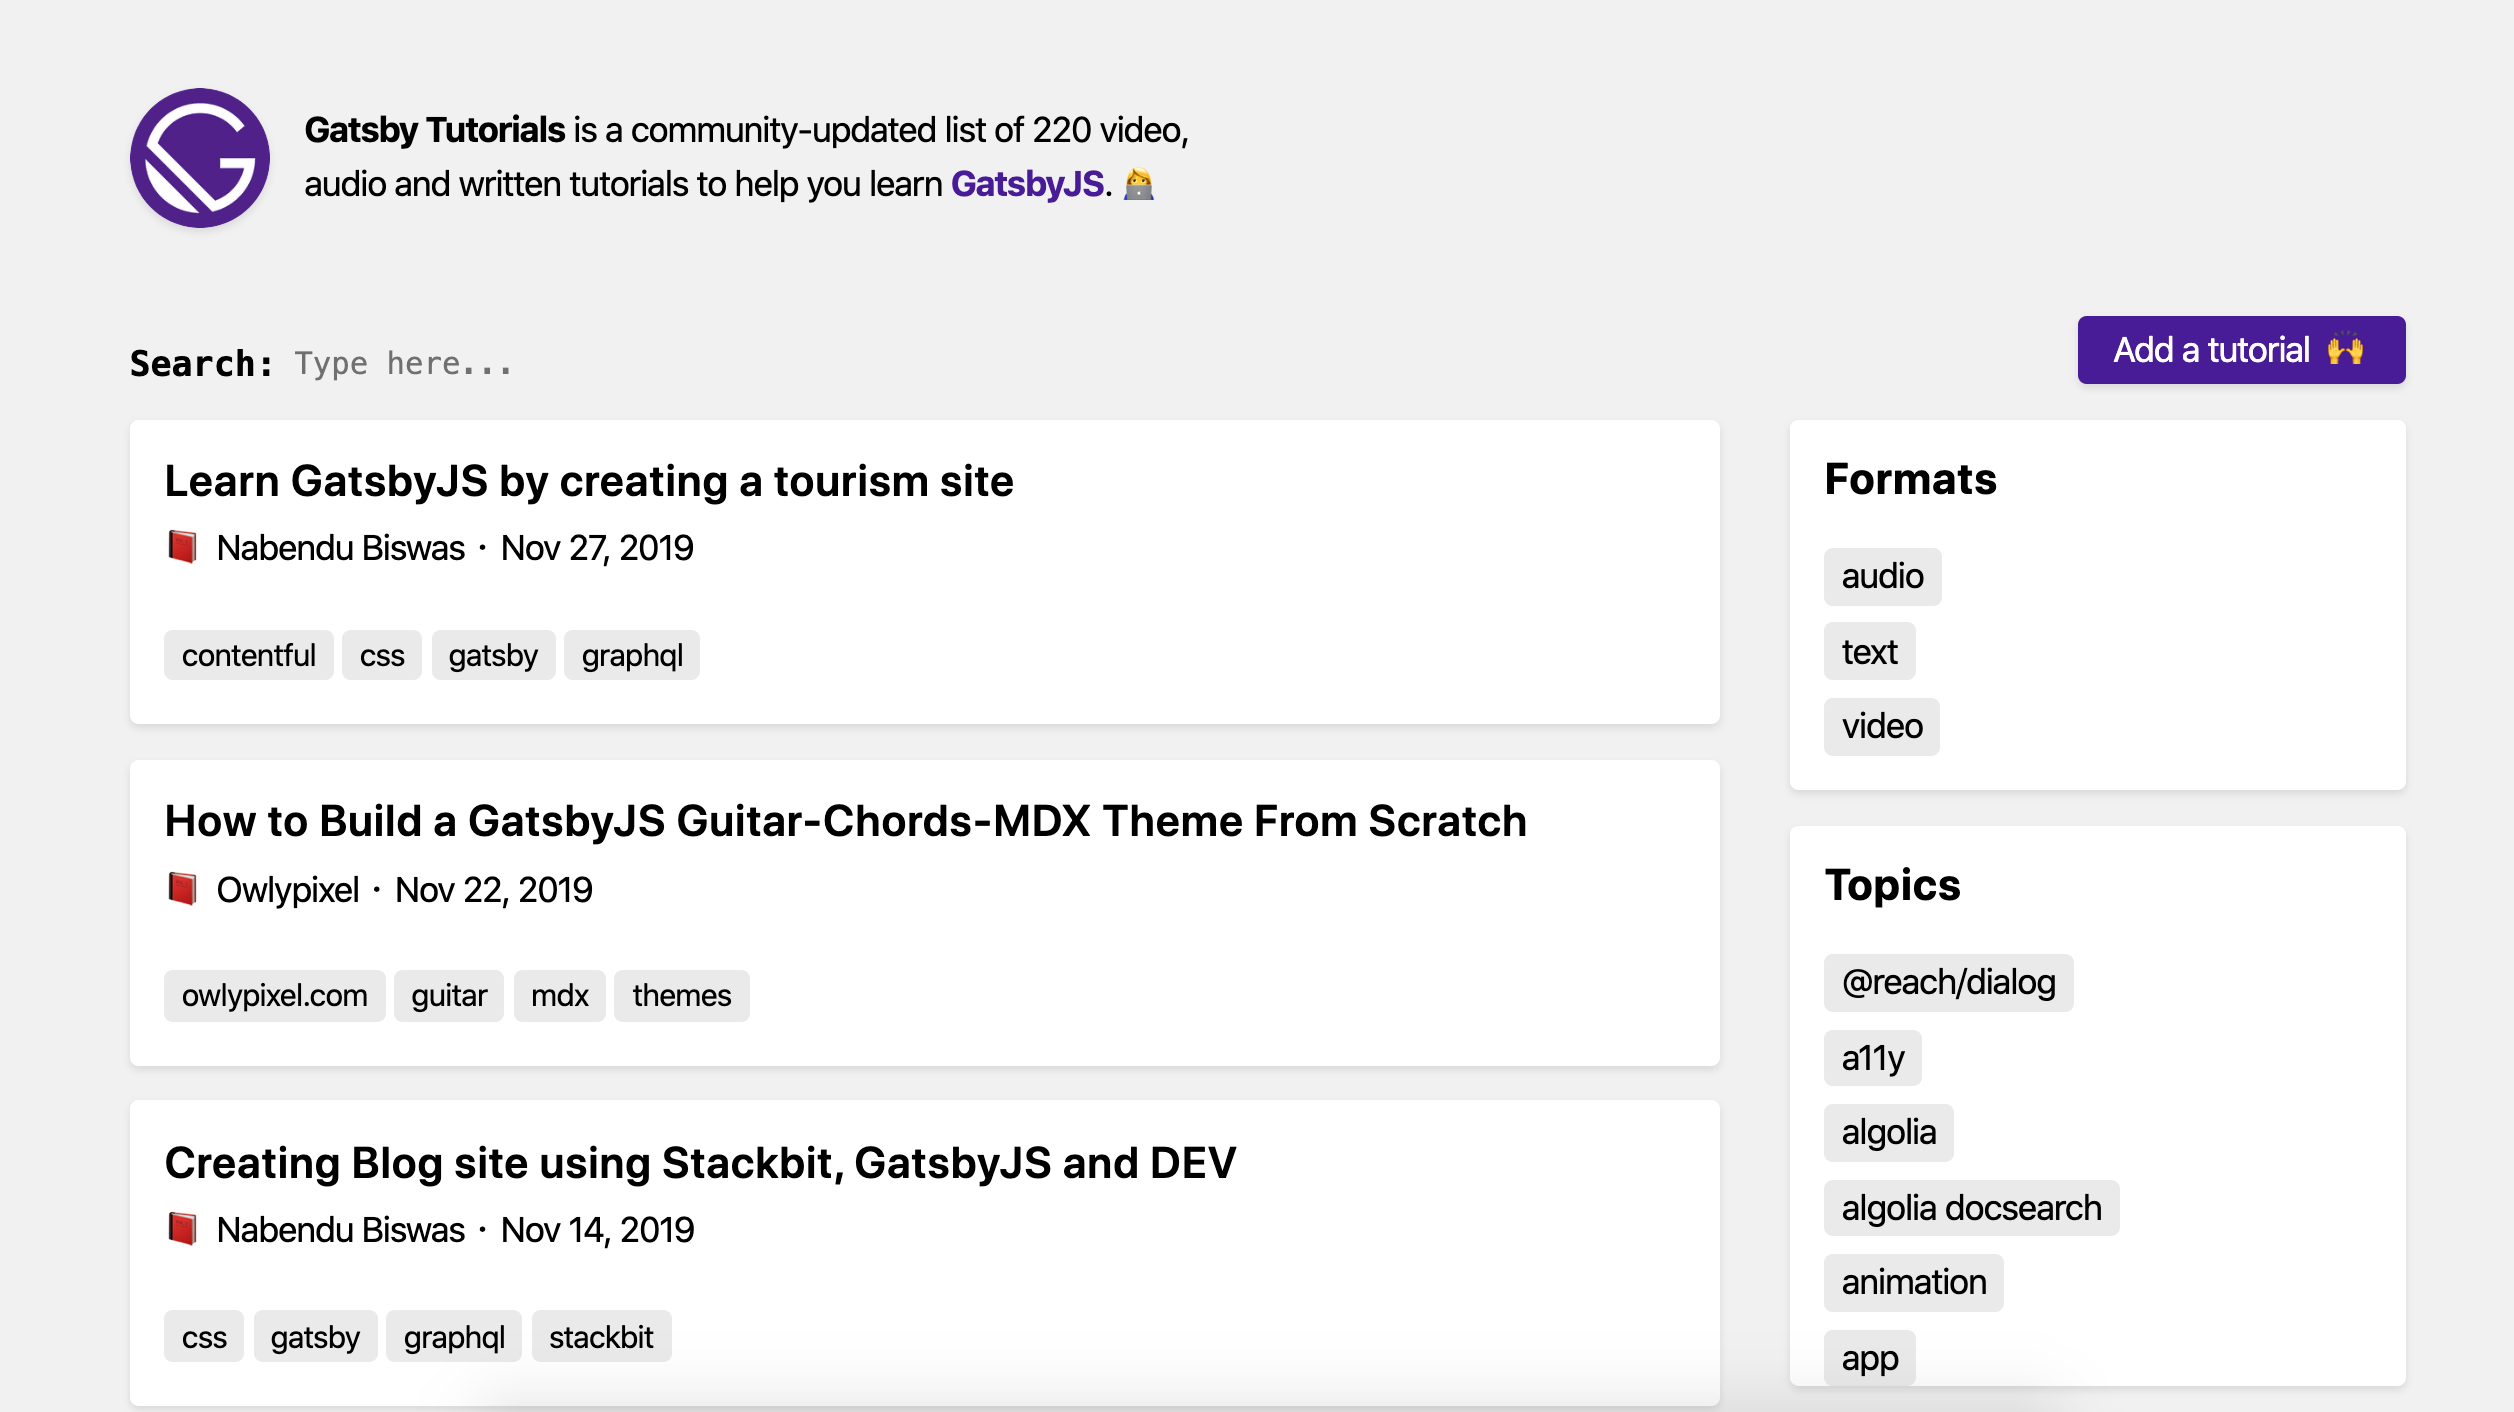 Gatsby Tutorials is a community-updated list of 220 video,
audio and written tutorials to help you learn GatsbyJS. 👩‍💻
Search: Type here...
Add a tutorial 🙌
Learn GatsbyJS by creating a tourism site
📕 Nabendu Biswas · Nov 27, 2019
contentful css gatsby graphql
How to Build a GatsbyJS Guitar-Chords-MDX Theme From Scratch
📕 Owlypixel · Nov 22, 2019
owlypixel.com guitar mdx themes
Creating Blog site using Stackbit, GatsbyJS and DEV
📕 Nabendu Biswas · Nov 14, 2019
css gatsby graphql stackbit
Formats
audio
text
video
Topics
@reach/dialog
a11y
algolia
algolia docsearch
animation
app